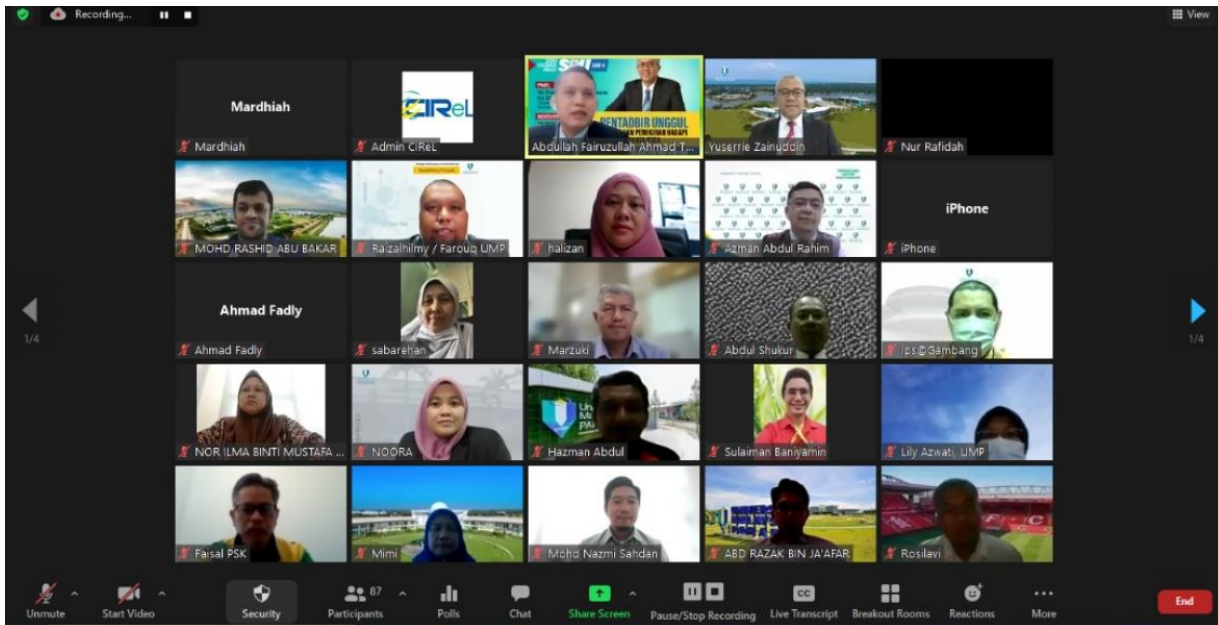 Recording...
View
Mardhiah
Mardhiah
CIReL
Admin CIReL
PENTADBIR UNGGUL
Abdullah Fairuzullah Ahmad T...
Yuserrie Zainuddin
Nur Rafidah
MOHD RASHID ABU BAKAR
Raizalhilmy / Farouq UMP
halizan
Azman Abdul Rahim
iPhone
iPhone
1/4
Ahmad Fadly
Ahmad Fadly
sabarehan
Marzuki
Abdul Shukur
ips@Gambang
1/4
NOR ILMA BINTI MUSTAFA ...
NOORA
Hazman Abdul
Sulaiman Baniyamin
Lily Azwati, UMP
Faisal PSK
Mimi
Mohd Nazmi Sahdan
ABD RAZAK BIN JA'AFAR
Rosilavi
Unmute
Start Video
Security
87
Participants
Polls
Chat
Share Screen
Pause/Stop Recording
CC
Live Transcript
Breakout Rooms
Reactions
More
End